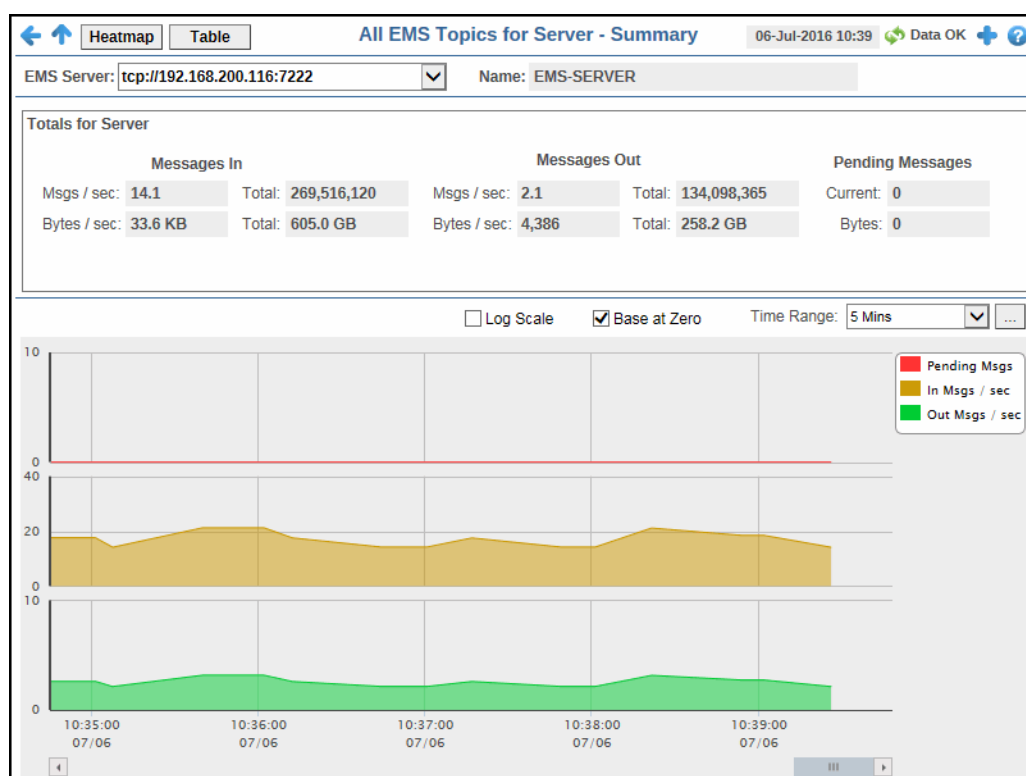 Heatmap Table All EMS Topics for Server - Summary 06-Jul-2016 10:39 Data OK
EMS Server: tcp://192.168.200.116:7222 Name: EMS-SERVER
Totals for Server
Messages In Messages Out Pending Messages
Msgs / sec: 14.1 Total: 269,516,120 Msgs / sec: 2.1 Total: 134,098,365 Current: 0
Bytes / sec: 33.6 KB Total: 605.0 GB Bytes / sec: 4,386 Total: 258.2 GB Bytes: 0
Log Scale Base at Zero Time Range: 5 Mins ...
10
Pending Msgs
In Msgs / sec
Out Msgs / sec
0
40
20
0
10
0
10:35:00 10:36:00 10:37:00 10:38:00 10:39:00
07/06 07/06 07/06 07/06 07/06